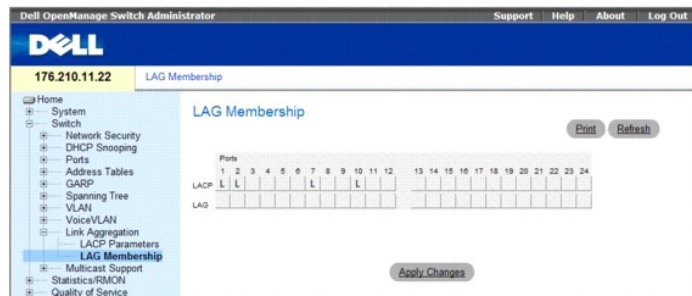 Dell OpenManage Switch Administrator
Support Help About Log Out
DELL
176.210.11.22
LAG Membership
Home
System
Switch
Network Security
DHCP Snooping
Ports
Address Tables
GARP
Spanning Tree
VLAN
VoiceVLAN
Link Aggregation
LACP Parameters
LAG Membership
Multicast Support
Statistics/RMON
Quality of Service
LAG Membership
Print Refresh
Ports
1 2 3 4 5 6 7 8 9 10 11 12 13 14 15 16 17 18 19 20 21 22 23 24
LACP L L L L
LAG
Apply Changes